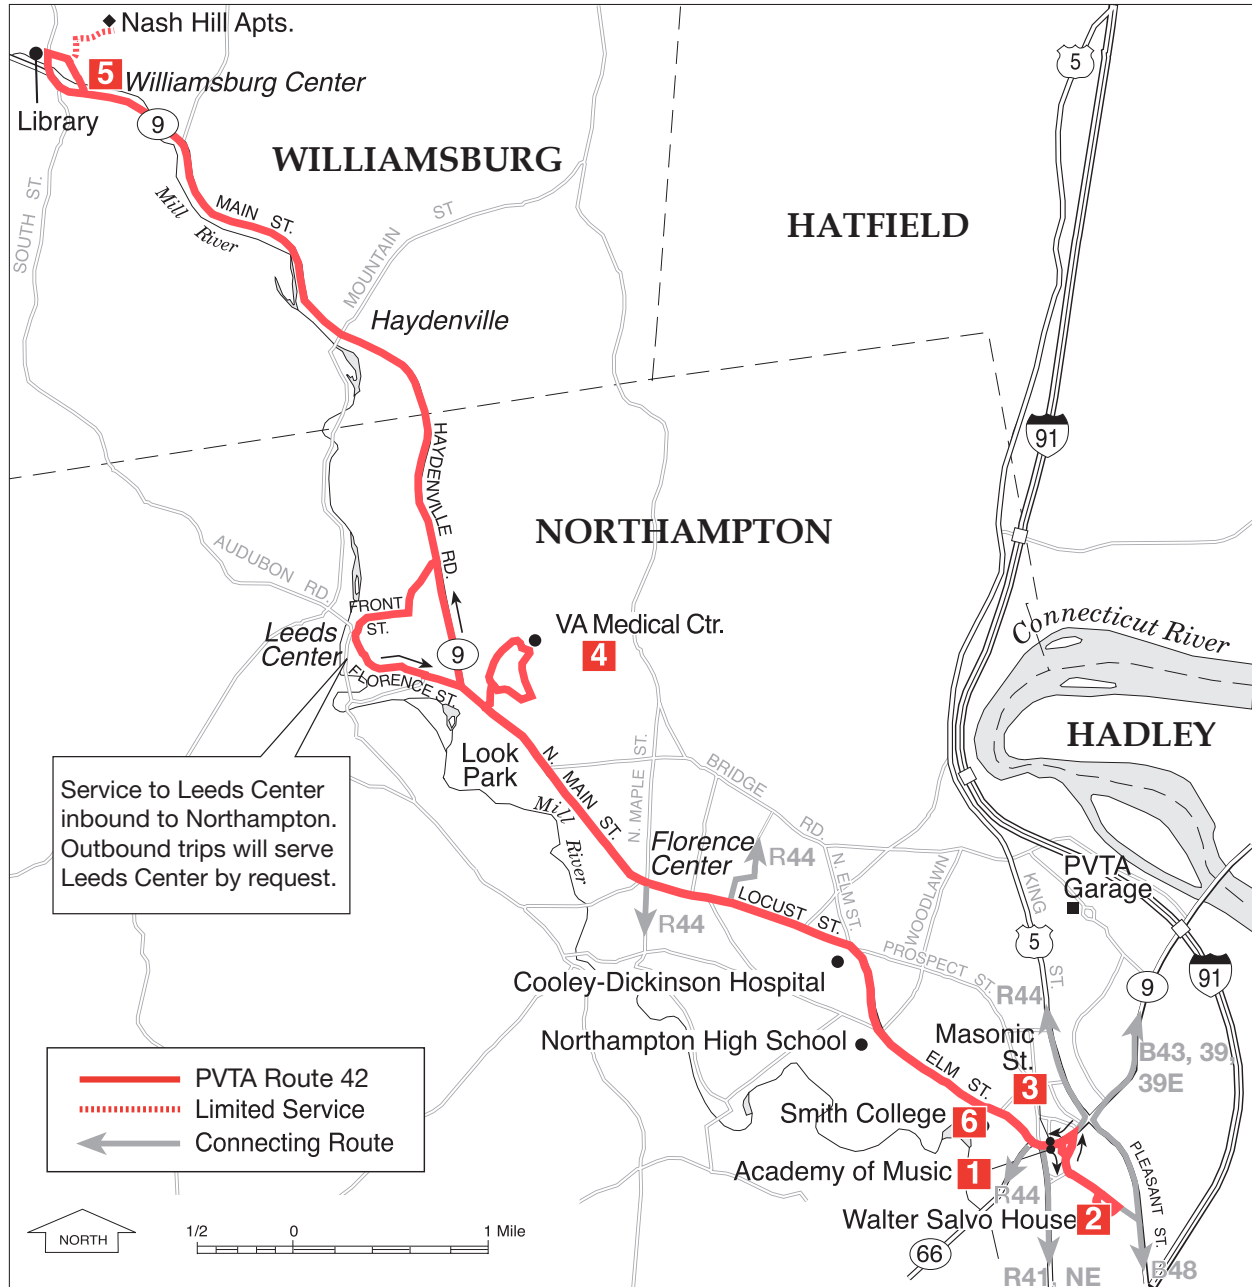 Nash Hill Apts.
5
Williamsburg Center
Library
9
5
WILLIAMSBURG
HATFIELD
SOUTH ST.
Mill River
MAIN ST.
MOUNTAIN ST
Haydenville
91
HAYDENVILLE RD.
NORTHAMPTON
AUDUBON RD.
FRONT ST.
Leeds
Center
9
VA Medical Ctr.
4
Connecticut River
FLORENCE ST.
HADLEY
Look
Park
N. MAIN ST.
N. MAPLE ST.
BRIDGE RD.
Service to Leeds Center
inbound to Northampton.
Outbound trips will serve
Leeds Center by request.
Mill River
Florence
Center
R44
N ELM ST.
WOODLAWN
KING ST.
PVTA
Garage
R44
LOCUST ST.
PROSPECT ST.
5
91
9
Cooley-Dickinson Hospital
R44
Northampton High School
Masonic
St.
3
B43, 39,
39E
ELM ST.
PVTA Route 42
Limited Service
Connecting Route
Smith College
6
Academy of Music
1
R44
PLEASANT ST.
Walter Salvo House
2
NORTH
1/2 0 1 Mile
66
R41, NE
B48